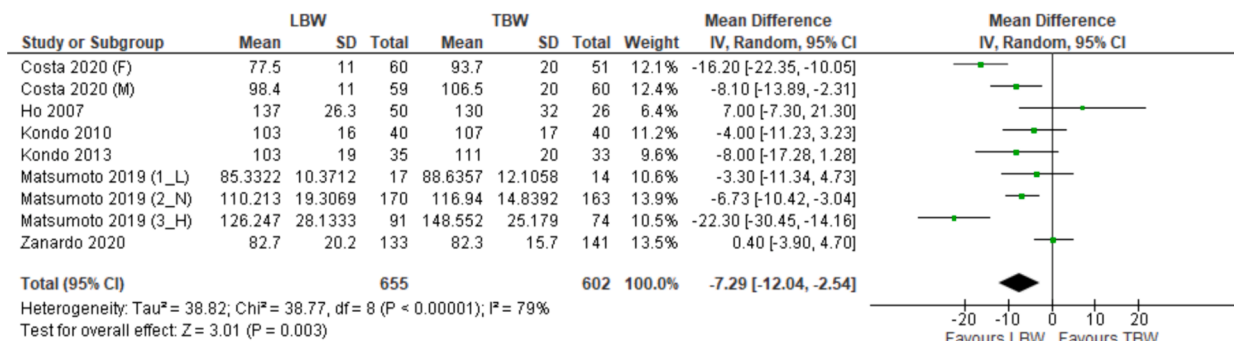 LBW TBW Mean Difference Mean Difference
Study or Subgroup Mean SD Total Mean SD Total Weight IV, Random, 95% CI IV, Random, 95% CI
Costa 2020 (F) 77.5 11 60 93.7 20 51 12.1% -16.20 [-22.35, -10.05]
Costa 2020 (M) 98.4 11 59 106.5 20 60 12.4% -8.10 [-13.89, -2.31]
Ho 2007 137 26.3 50 130 32 26 6.4% 7.00 [-7.30, 21.30]
Kondo 2010 103 16 40 107 17 40 11.2% -4.00 [-11.23, 3.23]
Kondo 2013 103 19 35 111 20 33 9.6% -8.00 [-17.28, 1.28]
Matsumoto 2019 (1_L) 85.3322 10.3712 17 88.6357 12.1058 14 10.6% -3.30 [-11.34, 4.73]
Matsumoto 2019 (2_N) 110.213 19.3069 170 116.94 14.8392 163 13.9% -6.73 [-10.42, -3.04]
Matsumoto 2019 (3_H) 126.247 28.1333 91 148.552 25.179 74 10.5% -22.30 [-30.45, -14.16]
Zanardo 2020 82.7 20.2 133 82.3 15.7 141 13.5% 0.40 [-3.90, 4.70]
Total (95% CI) 655 602 100.0% -7.29 [-12.04, -2.54]
Heterogeneity: Tau² = 38.82; Chi² = 38.77, df = 8 (P < 0.00001); I² = 79%
Test for overall effect: Z = 3.01 (P = 0.003)
-20 -10 0 10 20
Favours LBW Favours TBW